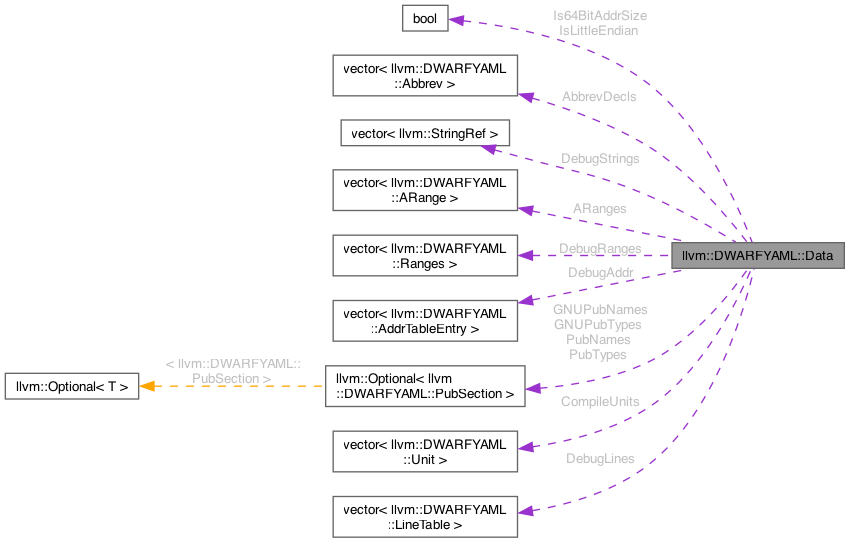 Is64BitAddrSize
IsLittleEndian
bool
vector< llvm::DWARFYAML
::Abbrev >
AbbrevDecls
vector< llvm::StringRef >
DebugStrings
vector< llvm::DWARFYAML
::ARange >
ARanges
vector< llvm::DWARFYAML
::Ranges >
DebugRanges
llvm::DWARFYAML::Data
DebugAddr
vector< llvm::DWARFYAML
::AddrTableEntry >
GNUPubNames
GNUPubTypes
PubNames
PubTypes
llvm::Optional< T >
< llvm::DWARFYAML::
PubSection >
llvm::Optional< llvm
::DWARFYAML::PubSection >
CompileUnits
vector< llvm::DWARFYAML
::Unit >
DebugLines
vector< llvm::DWARFYAML
::LineTable >